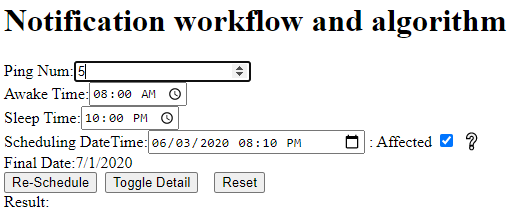 Notification workflow and algorithm
Ping Num:5
Awake Time:08:00 AM
Sleep Time:10:00 PM
Scheduling DateTime:06/03/2020 08:10 PM : Affected ?
Final Date:7/1/2020
Re-Schedule Toggle Detail Reset
Result: